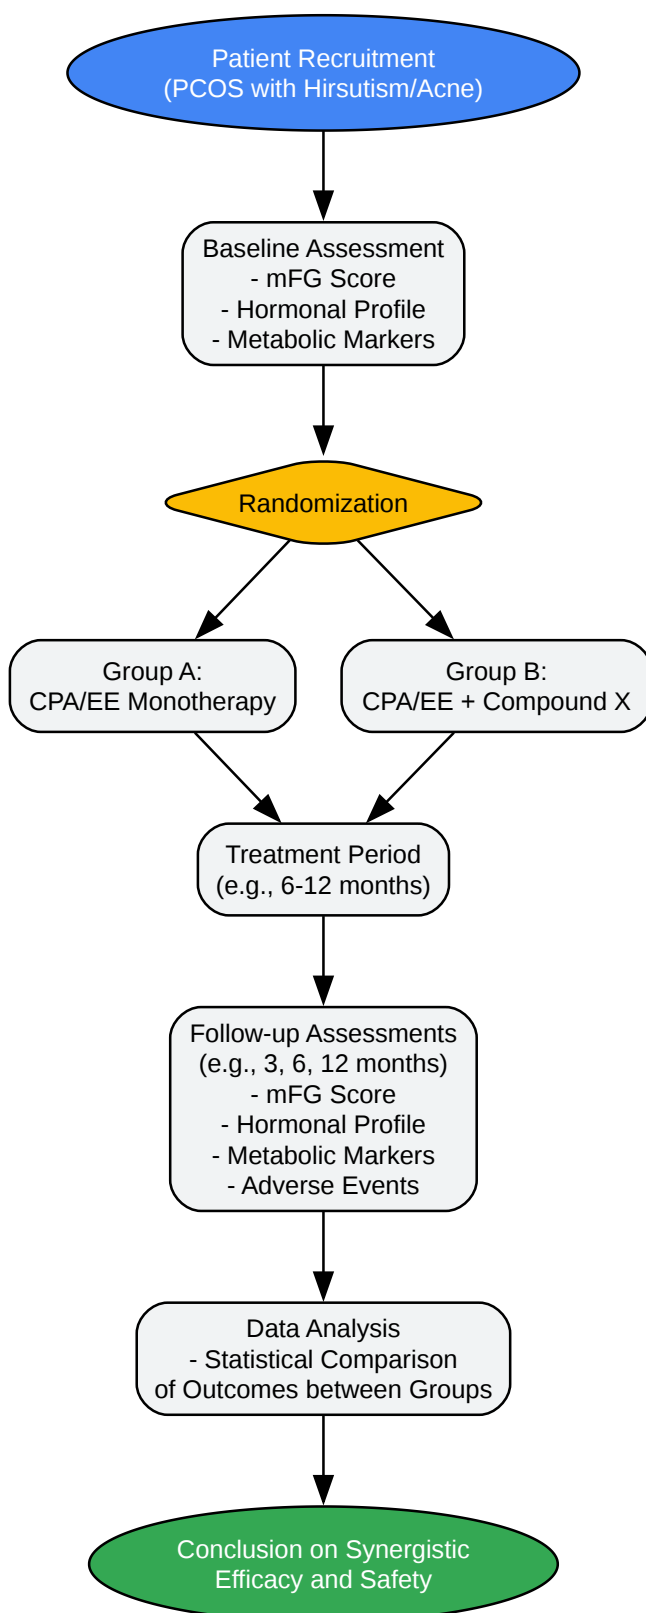 Patient Recruitment
(PCOS with Hirsutism/Acne)
Baseline Assessment
- mFG Score
- Hormonal Profile
- Metabolic Markers
Randomization
Group A:
CPA/EE Monotherapy
Group B:
CPA/EE + Compound X
Treatment Period
(e.g., 6-12 months)
Follow-up Assessments
(e.g., 3, 6, 12 months)
- mFG Score
- Hormonal Profile
- Metabolic Markers
- Adverse Events
Data Analysis
- Statistical Comparison
of Outcomes between Groups
Conclusion on Synergistic
Efficacy and Safety